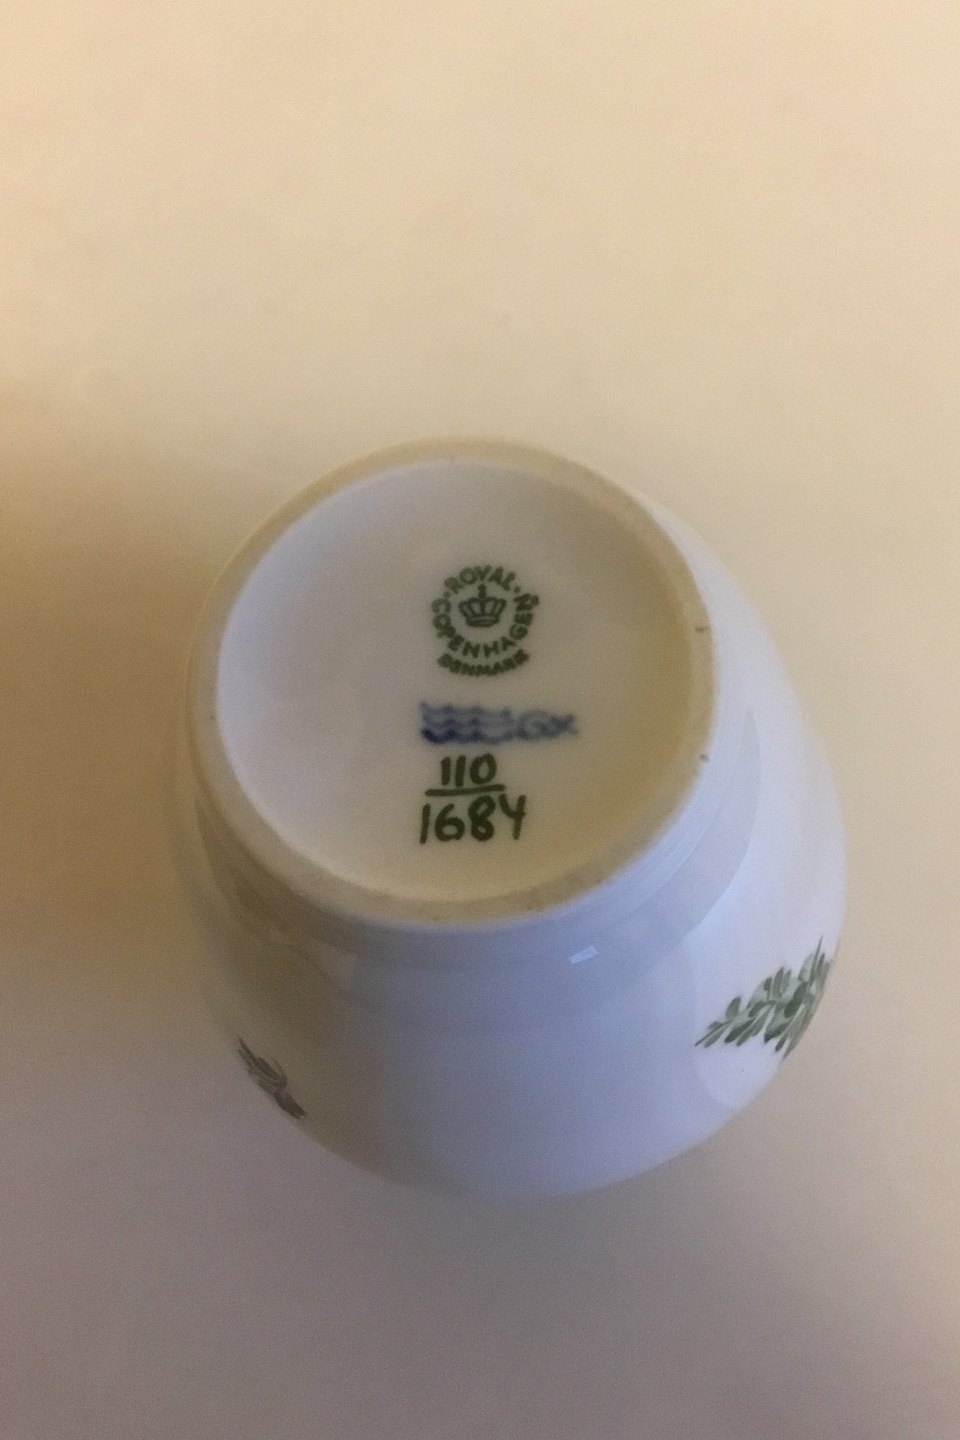 ROYAL
COPENHAGEN
DENMARK
110
1684